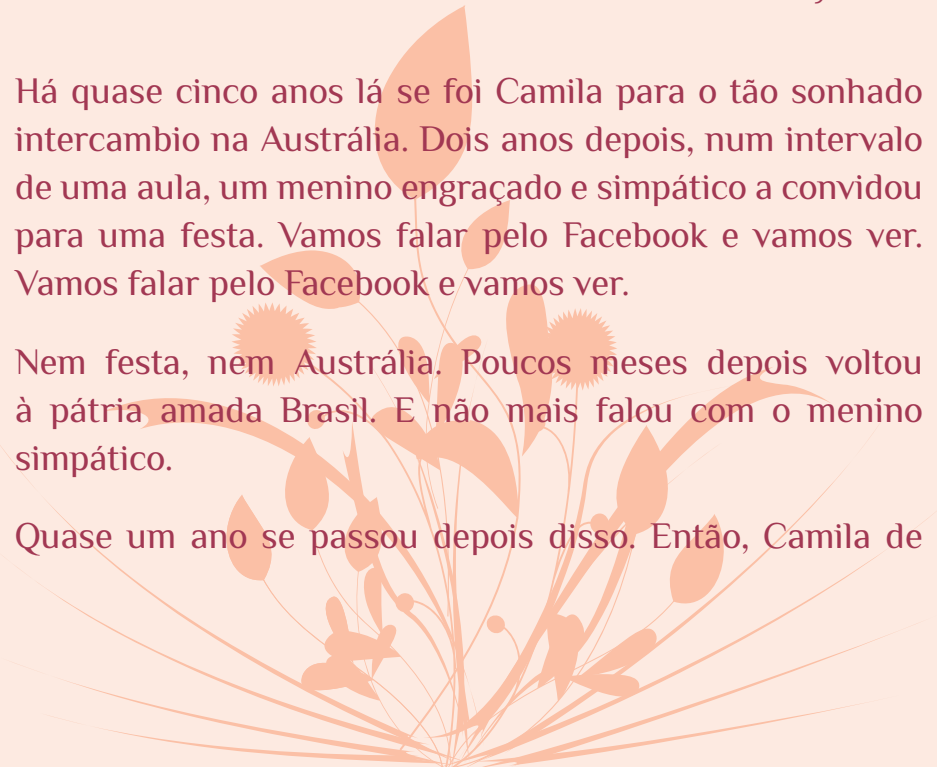 Há quase cinco anos lá se foi Camila para o tão sonhado
intercambio na Austrália. Dois anos depois, num intervalo
de uma aula, um menino engraçado e simpático a convidou
para uma festa. Vamos falar pelo Facebook e vamos ver.
Vamos falar pelo Facebook e vamos ver.
Nem festa, nem Austrália. Poucos meses depois voltou
à pátria amada Brasil. E não mais falou com o menino
simpático.
Quase um ano se passou depois disso. Então, Camila de